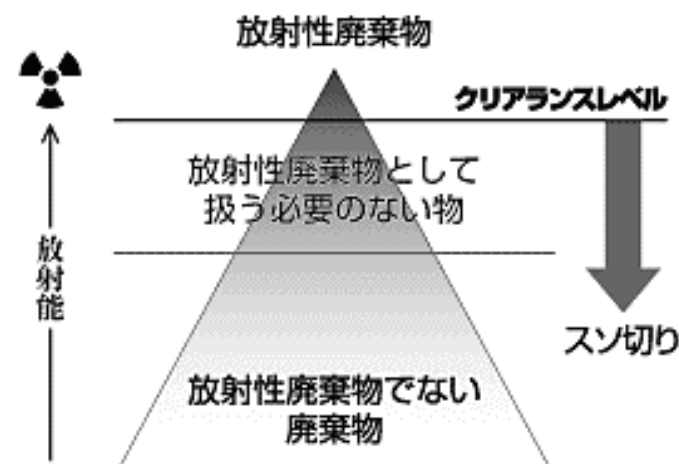 放射性廃棄物
クリアランスレベル
放射性廃棄物として
扱う必要のない物
放射能
スソ切り
放射性廃棄物でない
廃棄物